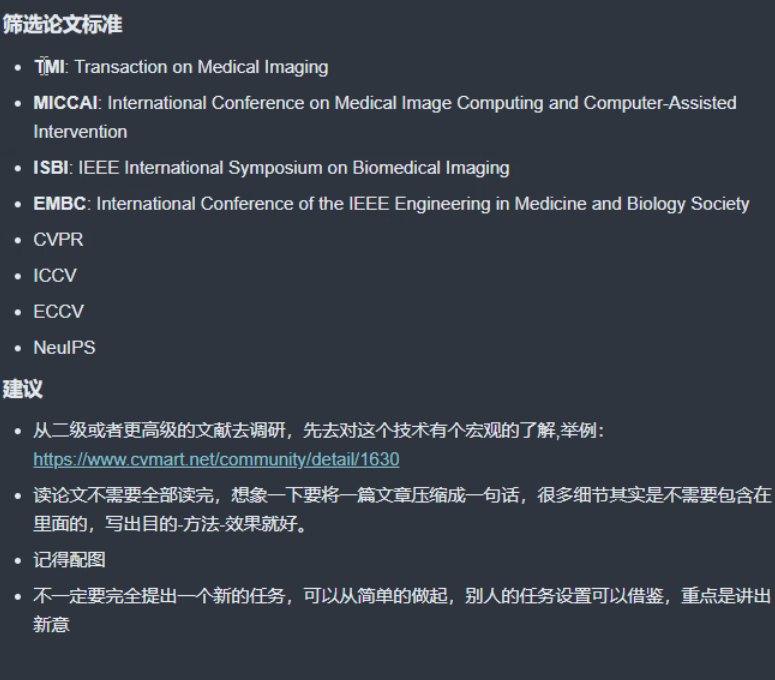 筛选论文标准
TMI: Transaction on Medical Imaging
MICCAI: International Conference on Medical Image Computing and Computer-Assisted
Intervention
ISBI: IEEE International Symposium on Biomedical Imaging
EMBC: International Conference of the IEEE Engineering in Medicine and Biology Society
CVPR
ICCV
ECCV
NeuIPS
建议
从二级或者更高级的文献去调研，先去对这个技术有个宏观的了解,举例：
https://www.cvmart.net/community/detail/1630
读论文不需要全部读完，想象一下要将一篇文章压缩成一句话，很多细节其实是不需要包含在
里面的，写出目的-方法-效果就好。
记得配图
不一定要完全提出一个新的任务，可以从简单的做起，别人的任务设置可以借鉴，重点是讲出
新意